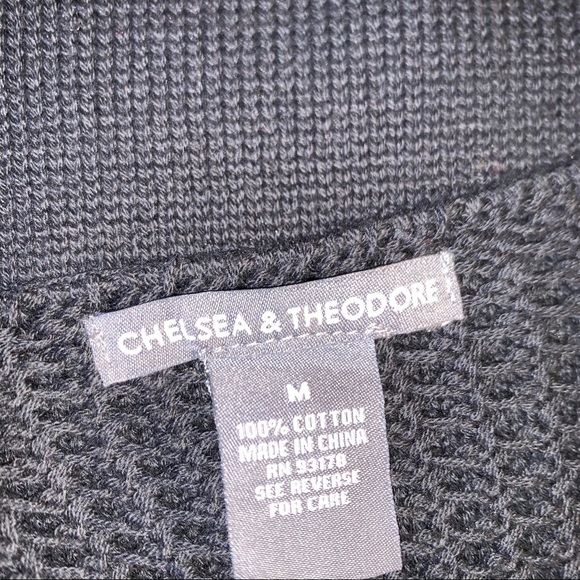 CHELSEA & THEODORE
M
100% COTTON
MADE IN CHINA
RN 93178
SEE REVERSE
FOR CARE